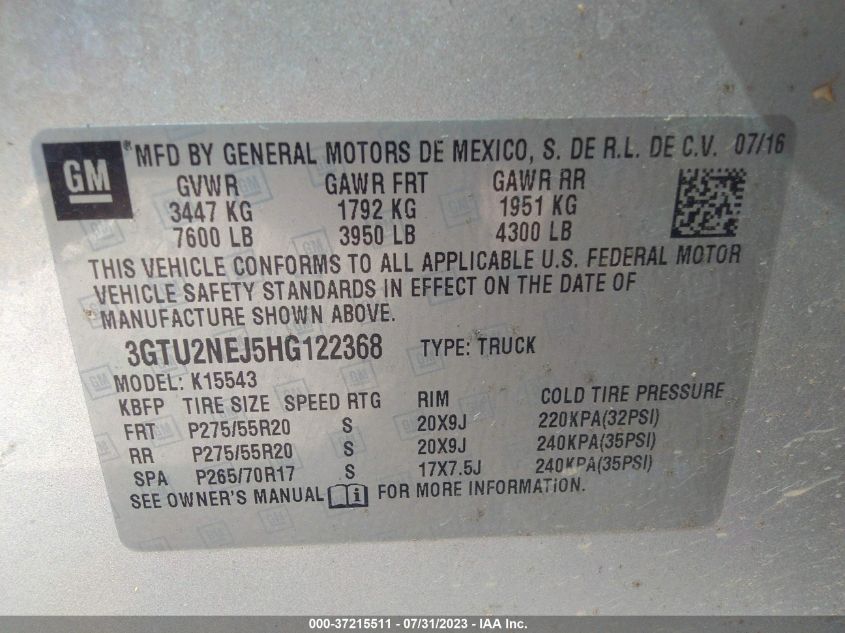 GM ® MFD BY GENERAL MOTORS DE MEXICO, S. DE R.L. DE C.V. 07/16
GVWR GAWR FRT GAWR RR
3447 KG 1792 KG 1951 KG
7600 LB 3950 LB 4300 LB
THIS VEHICLE CONFORMS TO ALL APPLICABLE U.S. FEDERAL MOTOR
VEHICLE SAFETY STANDARDS IN EFFECT ON THE DATE OF
MANUFACTURE SHOWN ABOVE.
3GTU2NEJ5HG122368 TYPE: TRUCK
MODEL: K15543
KBFP TIRE SIZE SPEED RTG RIM COLD TIRE PRESSURE
FRT P275/55R20 S 20X9J 220KPA(32PSI)
RR P275/55R20 S 20X9J 240KPA(35PSI)
SPA P265/70R17 S 17X7.5J 240KPA(35PSI)
SEE OWNER'S MANUAL i FOR MORE INFORMATION.
000-37215511 - 07/31/2023 - IAA Inc.